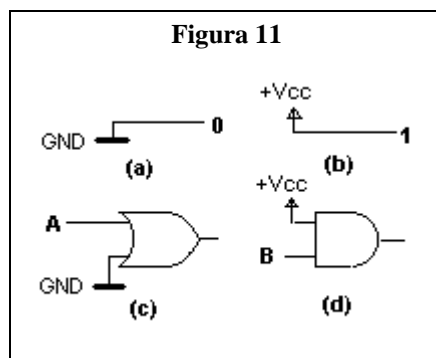 Figura 11
GND
0
(a)
+Vcc
1
(b)
A
GND
(c)
+Vcc
B
(d)